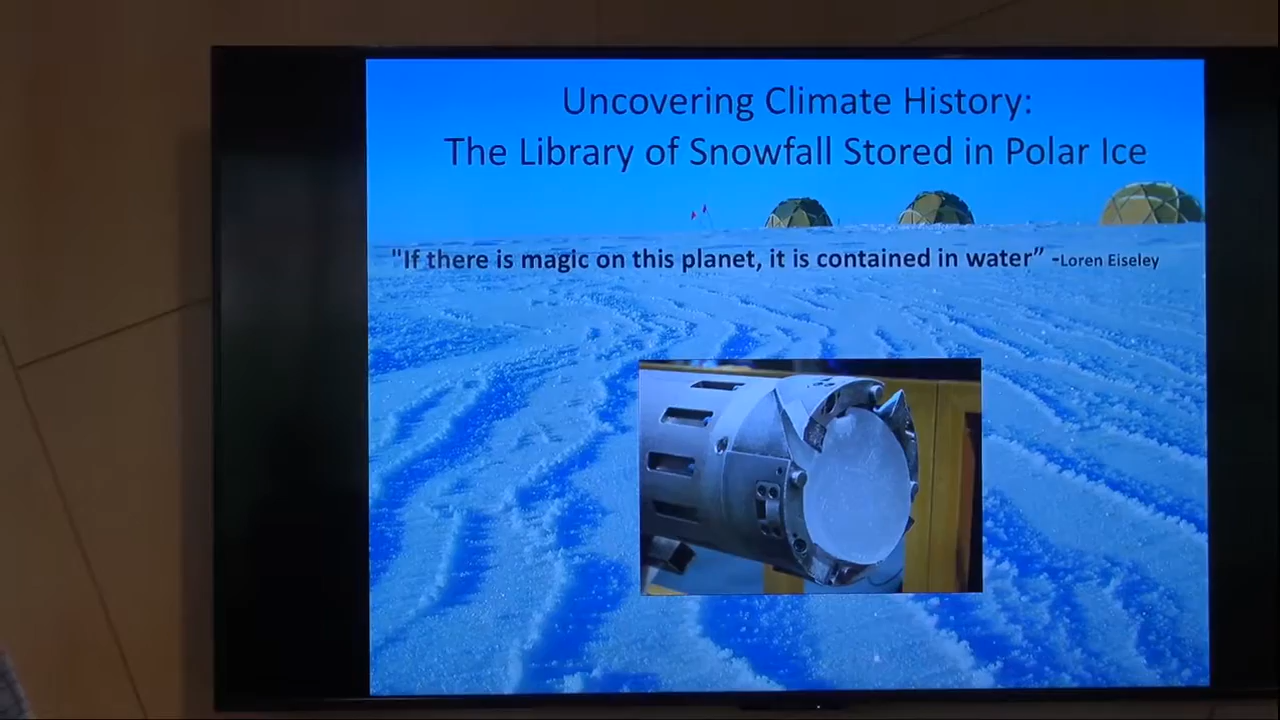 Uncovering Climate History:
The Library of Snowfall Stored in Polar Ice
"If there is magic on this planet, it is contained in water” -Loren Eiseley